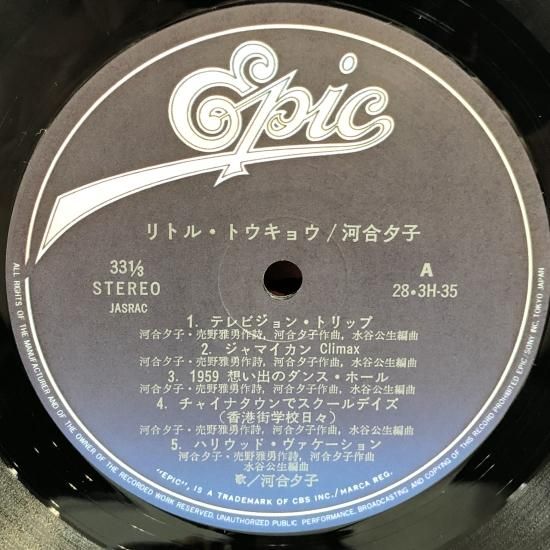 Epic
リトル・トウキョウ/河合夕子
33⅓
STEREO
JASRAC
A
28・3H-35
1. テレビジョン・トリップ
河合夕子・売野雅勇作詩, 河合夕子作曲, 水谷公生編曲
2. ジャマイカン Climax
河合夕子・売野雅勇作詩, 河合夕子作曲, 水谷公生編曲
3. 1959 想い出のダンス・ホール
河合夕子・売野雅勇作詩, 河合夕子作曲, 水谷公生編曲
4. チャイナタウンでスクールデイズ
(香港街学校日々)
河合夕子・売野雅勇作詩, 河合夕子作曲, 水谷公生編曲
5. ハリウッド・ヴァケーション
河合夕子・売野雅勇作詩, 河合夕子作曲,
水谷公生編曲
歌/河合夕子
"EPIC", IS A TRADEMARK OF CBS INC./MARCA REG.
ALL RIGHTS OF THE MANUFACTURER AND OF THE OWNER OF THE RECORDED WORK RESERVED, UNAUTHORIZED PUBLIC PERFORMANCE, BROADCASTING AND COPYING OF THIS RECORD PROHIBITED EPIC·SONY INC. TOKYO JAPAN